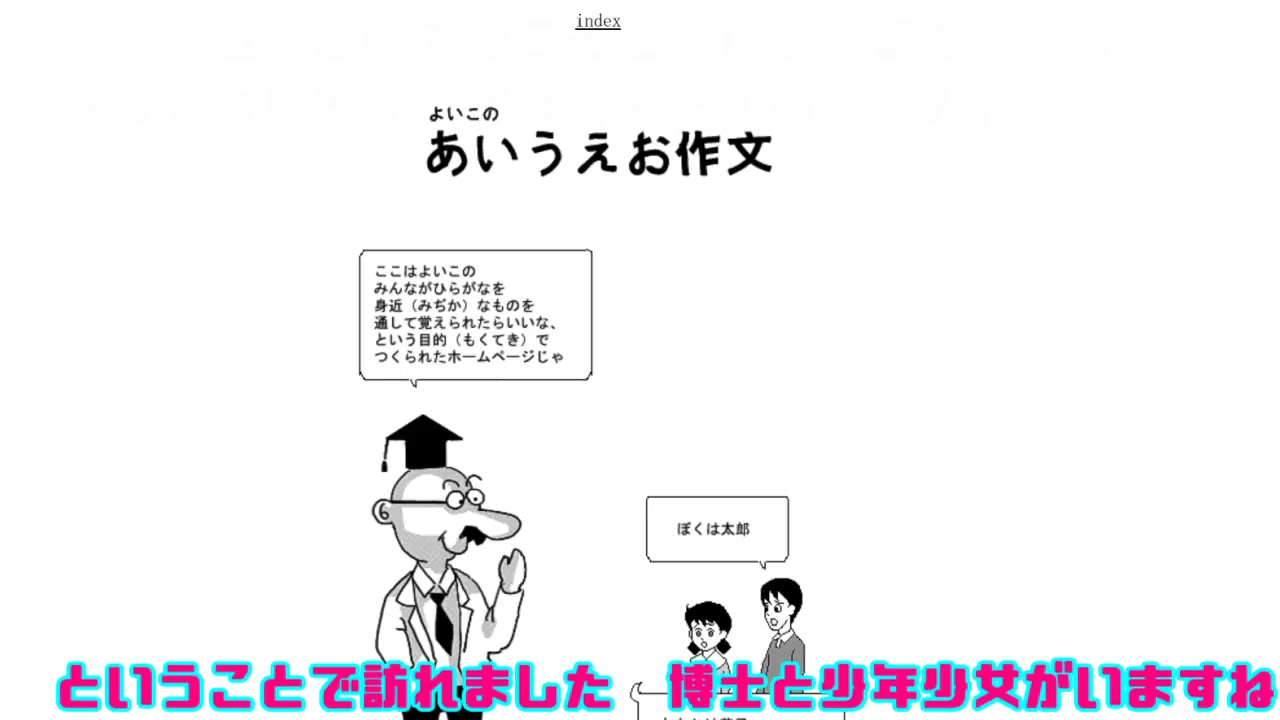 index
よいこの
あいうえお作文
ここはよいこの
みんながひらがなを
身近（みぢか）なものを
通して覚えられたらいいな、
という目的（もくてき）で
つくられたホームページじゃ
ぼくは太郎
ということで訪れました　博士と少年少女がいますね